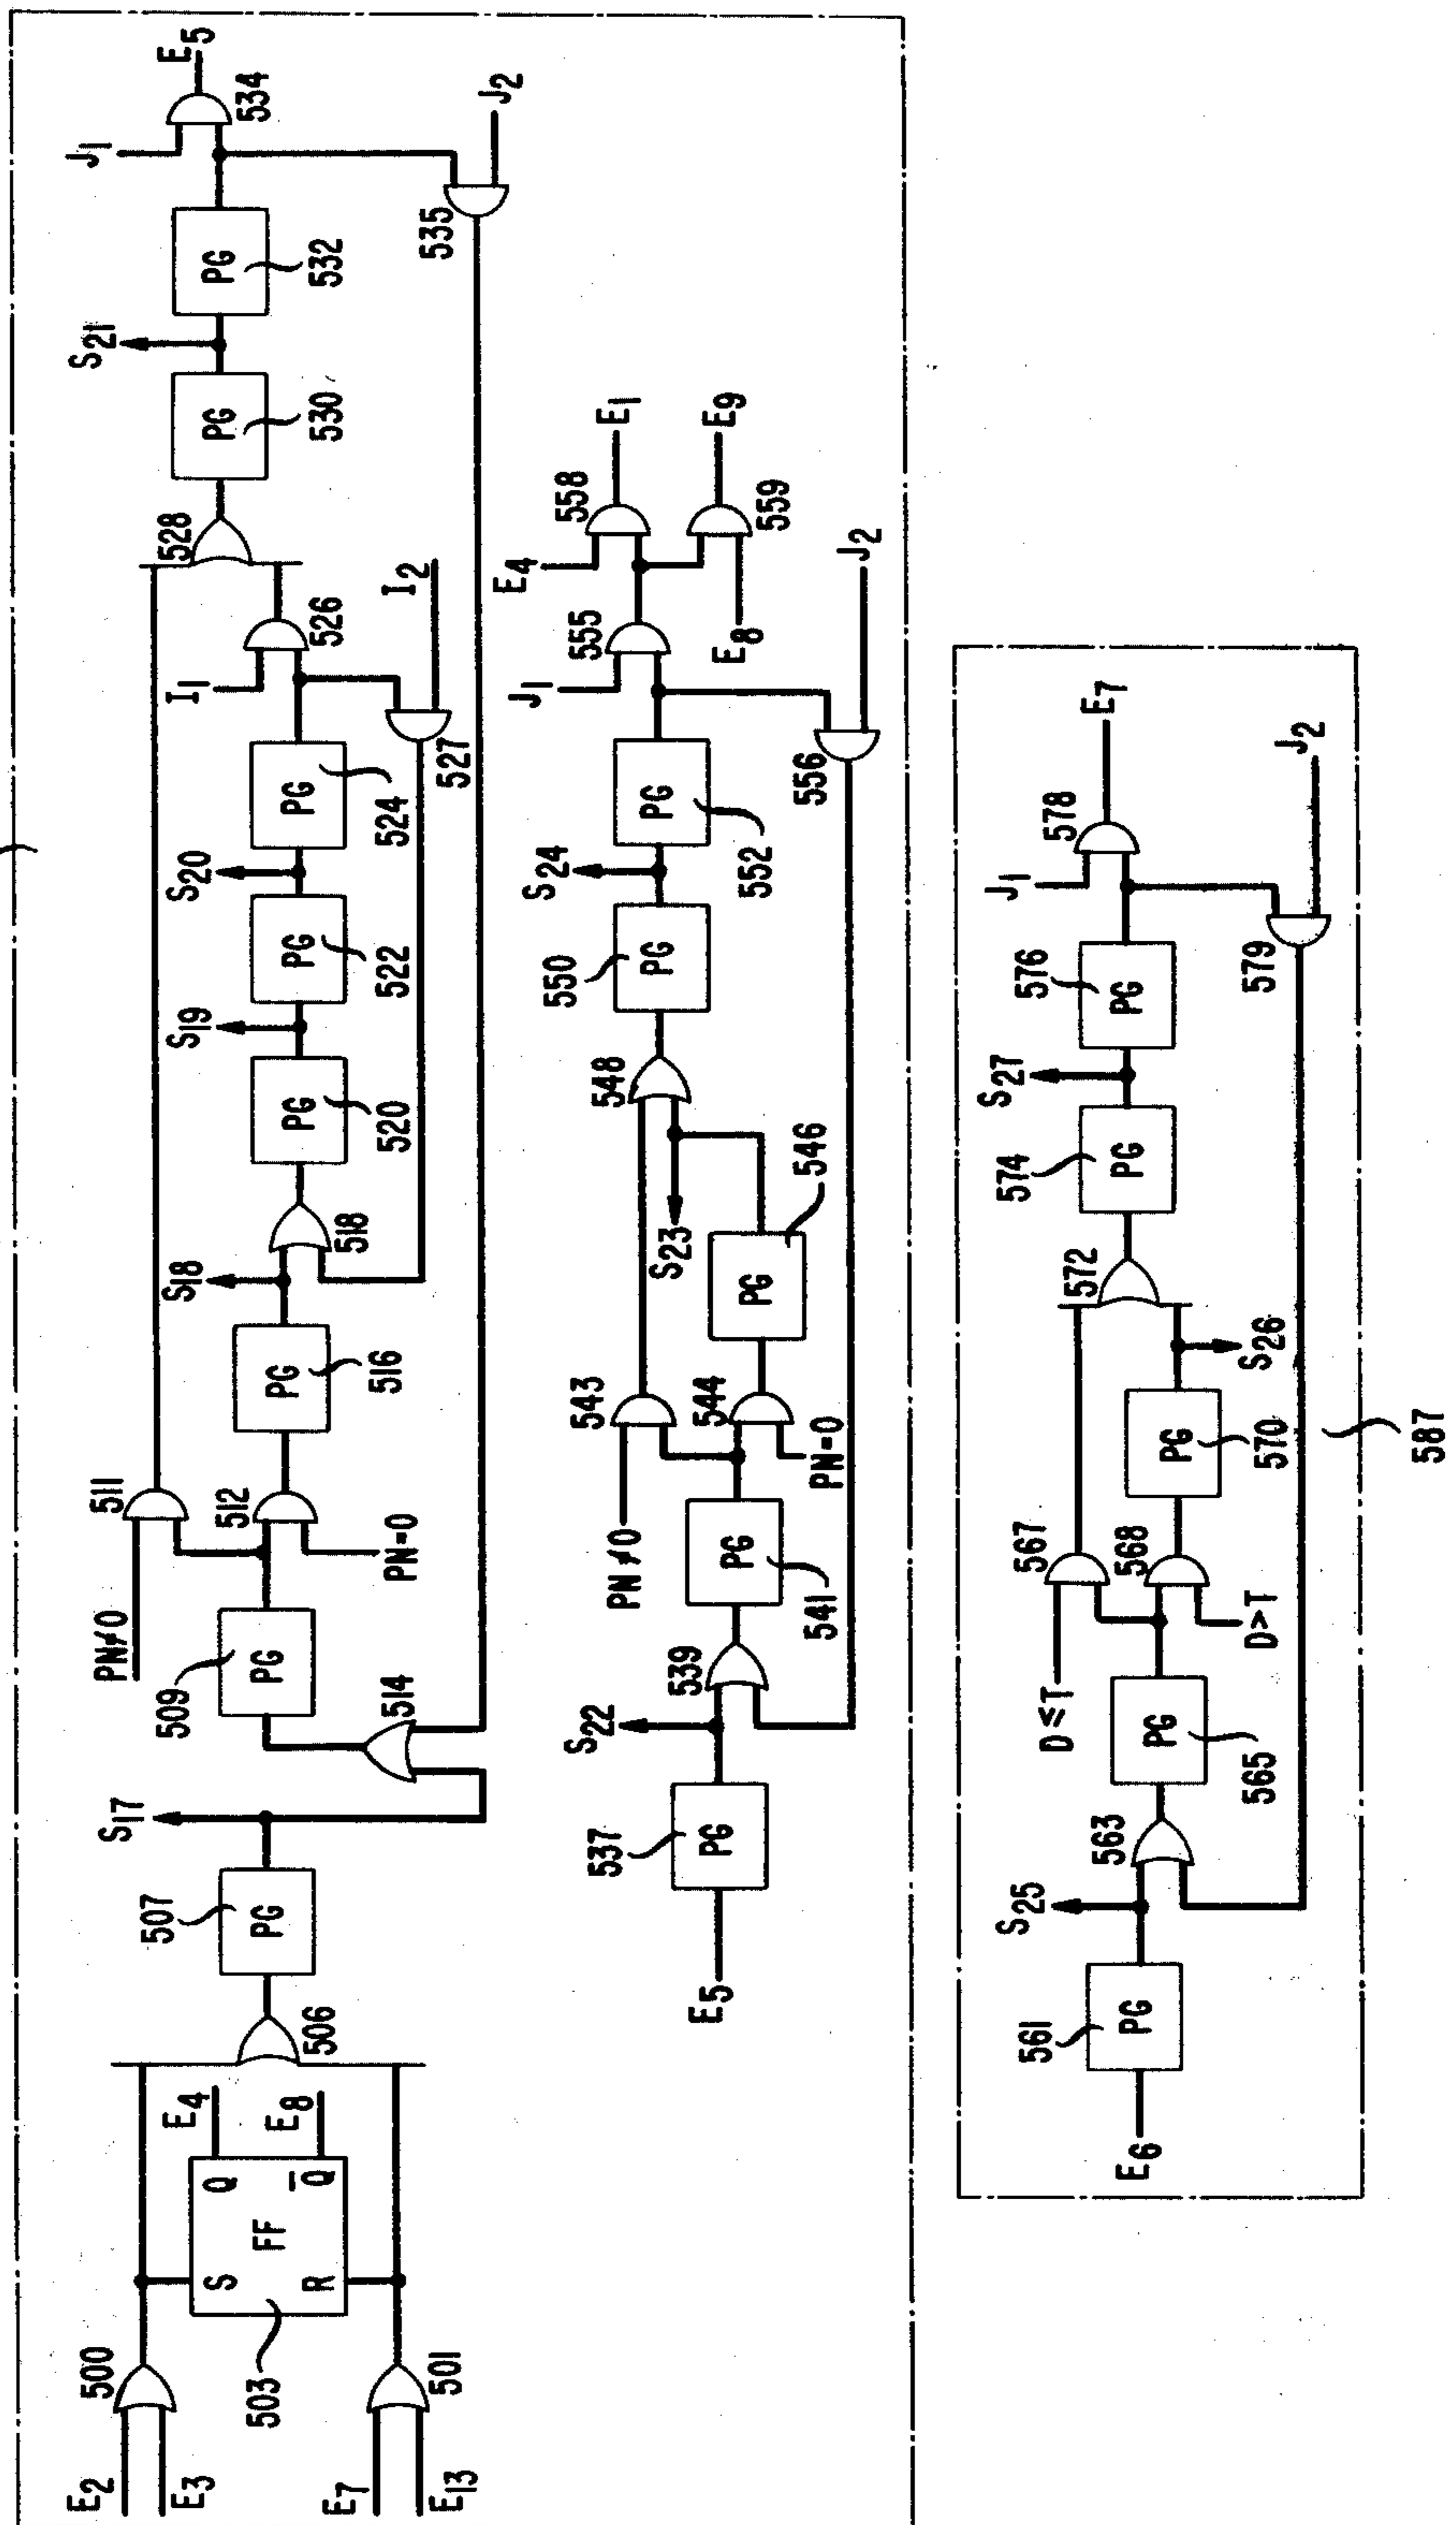 E2
E3
500
E7
E13
501
503
S
FF
R
Q
Q̄
E4
E8
506
507
PG
S17
514
509
PG
PN≠0
511
512
PN=0
PG
516
S18
518
PG
520
S19
PG
522
S20
PG
524
I1
526
527
I2
528
PG
530
S21
PG
532
J1
E5
534
535
J2
E5
537
PG
S22
539
PG
541
PN≠0
543
544
PN=0
PG
546
S23
548
550
PG
S24
PG
552
J1
555
556
J2
E4
558
E1
E8
559
E9
E6
561
PG
S25
563
PG
565
D≤T
567
568
D>T
PG
570
S26
572
574
PG
S27
576
PG
J1
578
E7
579
J2
587